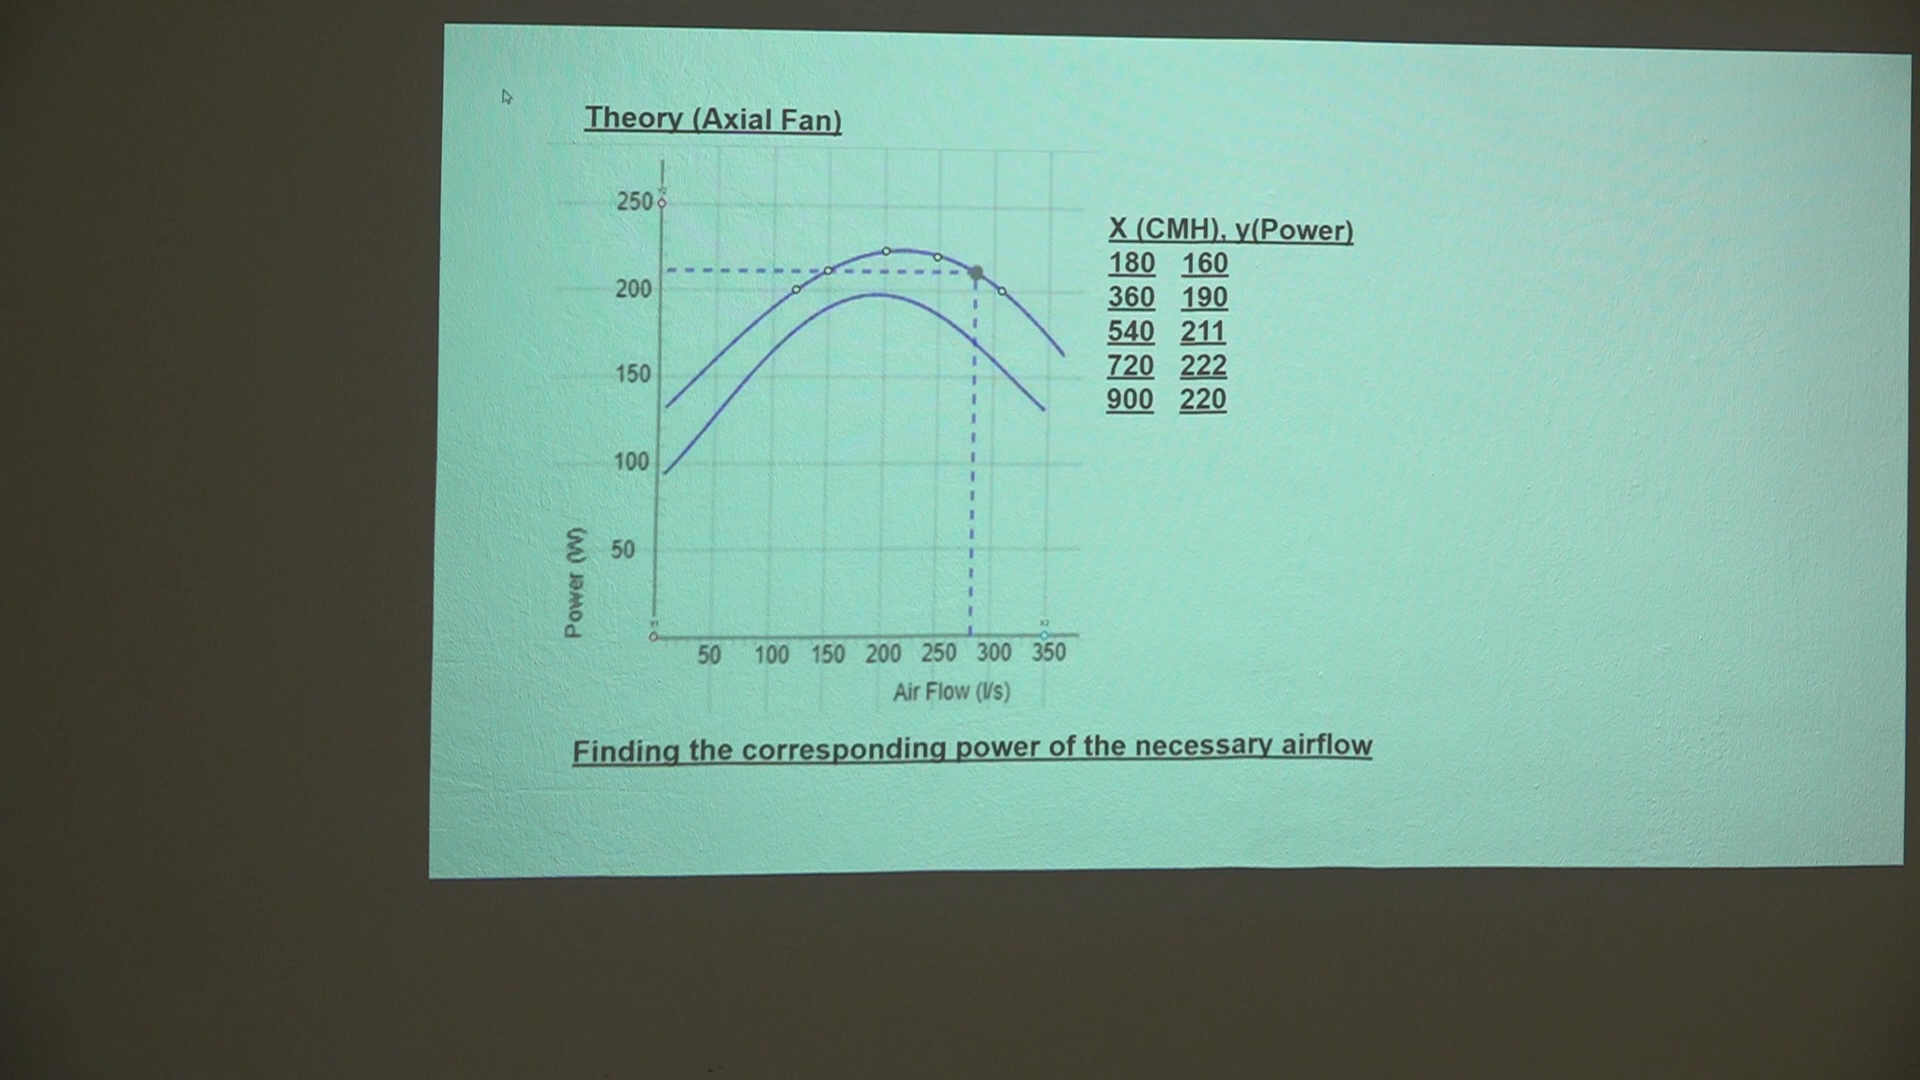 Theory (Axial Fan)
250
200
150
100
50
Power (W)
50 100 150 200 250 300 350
Air Flow (l/s)
X (CMH), y(Power)
180 160
360 190
540 211
720 222
900 220
Finding the corresponding power of the necessary airflow